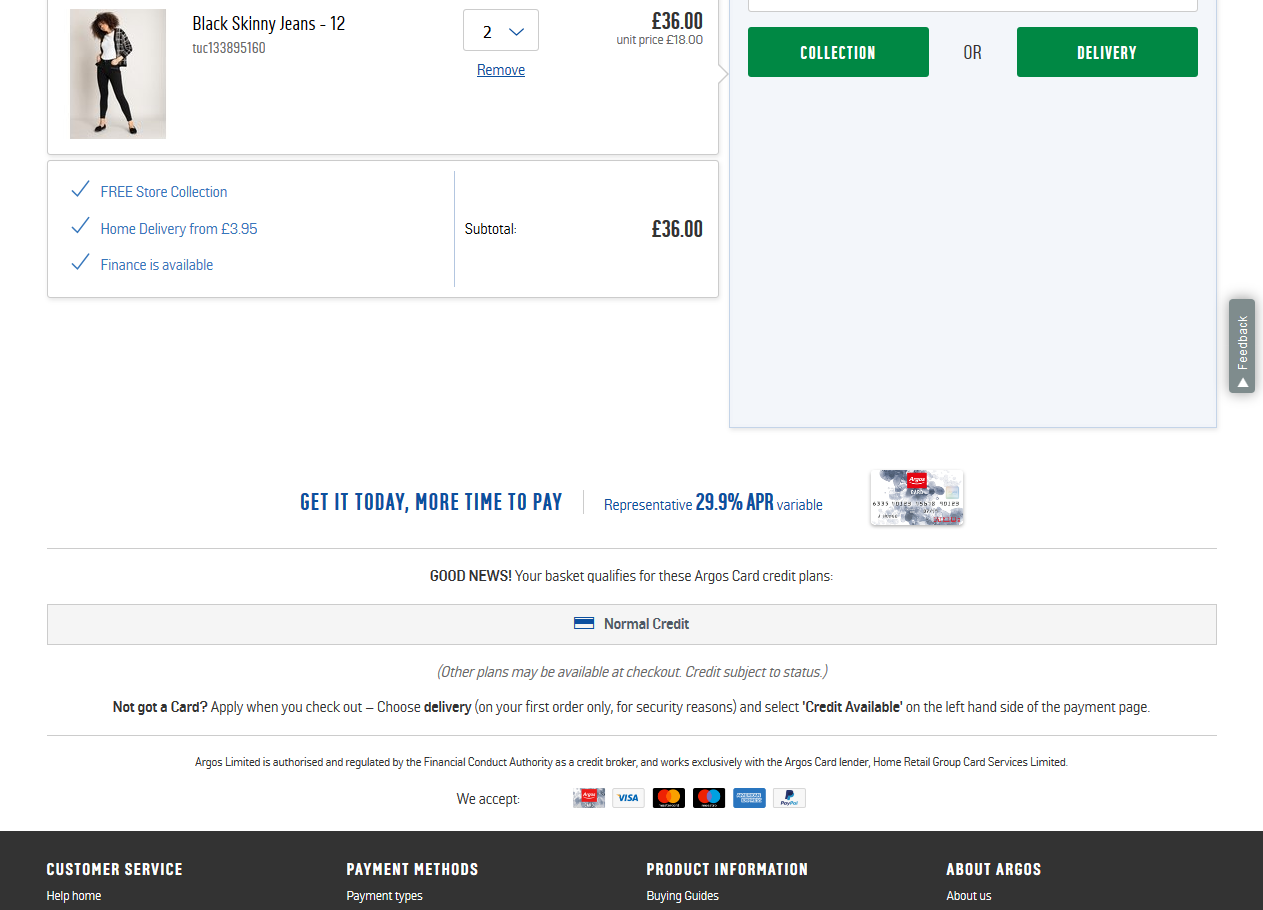 Black Skinny Jeans - 12
tuc133895160
2
Remove
£36.00
unit price £18.00
COLLECTION
OR
DELIVERY
FREE Store Collection
Home Delivery from £3.95
Finance is available
Subtotal:
£36.00
Feedback
GET IT TODAY, MORE TIME TO PAY
Representative 29.9% APR variable
Argos
CARD
GOOD NEWS! Your basket qualifies for these Argos Card credit plans:
Normal Credit
(Other plans may be available at checkout. Credit subject to status.)
Not got a Card? Apply when you check out – Choose delivery (on your first order only, for security reasons) and select 'Credit Available' on the left hand side of the payment page.
Argos Limited is authorised and regulated by the Financial Conduct Authority as a credit broker, and works exclusively with the Argos Card lender, Home Retail Group Card Services Limited.
We accept:
Argos
VISA
mastercard
maestro
AMERICAN EXPRESS
PayPal
CUSTOMER SERVICE
Help home
PAYMENT METHODS
Payment types
PRODUCT INFORMATION
Buying Guides
ABOUT ARGOS
About us